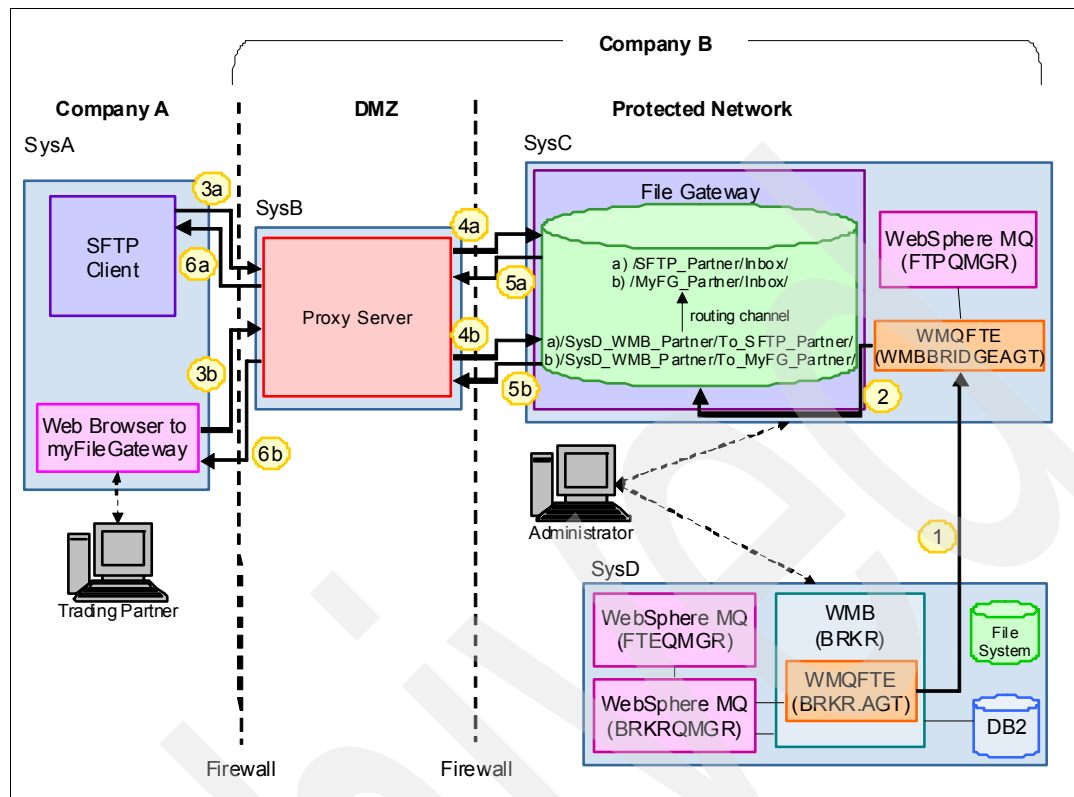 Company B
Company A
DMZ
Protected Network
SysA
SysC
3a
File Gateway
SysB
4a
SFTP
Client
WebSphere MQ
(FTPQMGR)
6a
a) /SFTP_Partner/Inbox/
b) /MyFG_Partner/Inbox/
5a
routing channel
Proxy Server
4b
a)/SysD_WMB_Partner/To_SFTP_Partner/
b)/SysD_WMB_Partner/To_MyFG_Partner/
WMQFTE
(WMBBRIDGEAGT)
3b
5b
2
Web Browser to
myFileGateway
6b
Administrator
1
Trading Partner
SysD
WebSphere MQ
(FTEQMGR)
WMB
(BRKR)
File
System
WMQFTE
(BRKR.AGT)
WebSphere MQ
(BRKRQMGR)
DB2
Firewall
Firewall